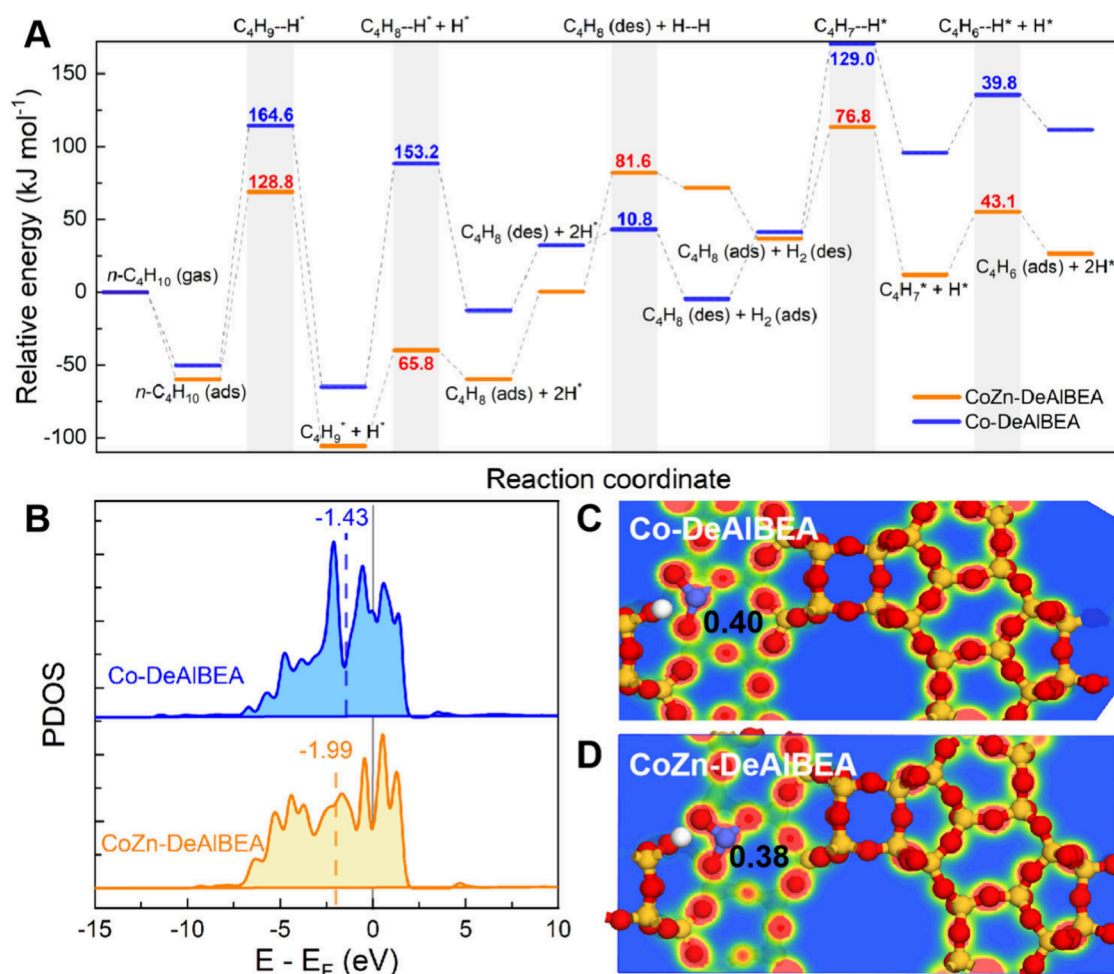 A
C₄H₉--H*
C₄H₈--H* + H*
C₄H₈ (des) + H--H
C₄H₇--H*
C₄H₆--H* + H*
Relative energy (kJ mol⁻¹)
150
100
50
0
-50
-100
164.6
128.8
153.2
65.8
81.6
10.8
129.0
76.8
39.8
43.1
n-C₄H₁₀ (gas)
n-C₄H₁₀ (ads)
C₄H₉* + H*
C₄H₈ (ads) + 2H*
C₄H₈ (des) + 2H*
C₄H₈ (des) + H₂ (ads)
C₄H₈ (ads) + H₂ (des)
C₄H₇* + H*
C₄H₆ (ads) + 2H*
CoZn-DeAlBEA
Co-DeAlBEA
Reaction coordinate
B
PDOS
-1.43
Co-DeAlBEA
-1.99
CoZn-DeAlBEA
-15 -10 -5 0 5 10
E - E_F (eV)
C
Co-DeAlBEA
0.40
D
CoZn-DeAlBEA
0.38